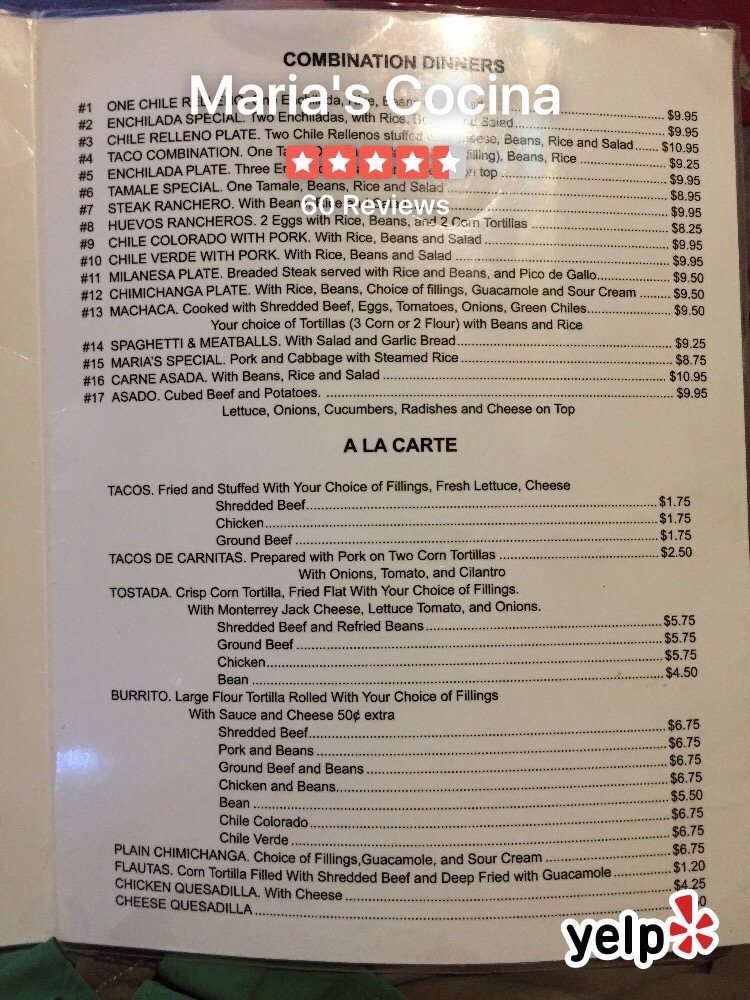 COMBINATION DINNERS
Maria's Cocina
60 Reviews
#1 ONE CHILE RELLENO. One Enchilada, Rice, Beans $9.95
#2 ENCHILADA SPECIAL. Two Enchiladas, with Rice, Beans and Salad $9.95
#3 CHILE RELLENO PLATE. Two Chile Rellenos stuffed with Cheese, Beans, Rice and Salad $10.95
#4 TACO COMBINATION. One Taco filling), Beans, Rice $9.25
#5 ENCHILADA PLATE. Three on top $9.95
#6 TAMALE SPECIAL. One Tamale, Beans, Rice and Salad $8.95
#7 STEAK RANCHERO. With Beans, Salad $9.95
#8 HUEVOS RANCHEROS. 2 Eggs with Rice, Beans, and 2 Corn Tortillas $8.25
#9 CHILE COLORADO WITH PORK. With Rice, Beans and Salad $9.95
#10 CHILE VERDE WITH PORK. With Rice, Beans and Salad $9.95
#11 MILANESA PLATE. Breaded Steak served with Rice and Beans, and Pico de Gallo $9.50
#12 CHIMICHANGA PLATE. With Rice, Beans, Choice of fillings, Guacamole and Sour Cream $9.50
#13 MACHACA. Cooked with Shredded Beef, Eggs, Tomatoes, Onions, Green Chiles $9.50
Your choice of Tortillas (3 Corn or 2 Flour) with Beans and Rice
#14 SPAGHETTI & MEATBALLS. With Salad and Garlic Bread $9.25
#15 MARIA'S SPECIAL. Pork and Cabbage with Steamed Rice $8.75
#16 CARNE ASADA. With Beans, Rice and Salad $10.95
#17 ASADO. Cubed Beef and Potatoes. $9.95
Lettuce, Onions, Cucumbers, Radishes and Cheese on Top
A LA CARTE
TACOS. Fried and Stuffed With Your Choice of Fillings, Fresh Lettuce, Cheese
Shredded Beef $1.75
Chicken $1.75
Ground Beef $1.75
TACOS DE CARNITAS. Prepared with Pork on Two Corn Tortillas $2.50
With Onions, Tomato, and Cilantro
TOSTADA. Crisp Corn Tortilla, Fried Flat With Your Choice of Fillings.
With Monterrey Jack Cheese, Lettuce Tomato, and Onions.
Shredded Beef and Refried Beans $5.75
Ground Beef $5.75
Chicken $5.75
Bean $4.50
BURRITO. Large Flour Tortilla Rolled With Your Choice of Fillings
With Sauce and Cheese 50¢ extra
Shredded Beef $6.75
Pork and Beans $6.75
Ground Beef and Beans $6.75
Chicken and Beans $6.75
Bean $5.50
Chile Colorado $6.75
Chile Verde $6.75
PLAIN CHIMICHANGA. Choice of Fillings,Guacamole, and Sour Cream $6.75
FLAUTAS. Corn Tortilla Filled With Shredded Beef and Deep Fried with Guacamole $1.20
CHICKEN QUESADILLA. With Cheese $4.25
CHEESE QUESADILLA
yelp